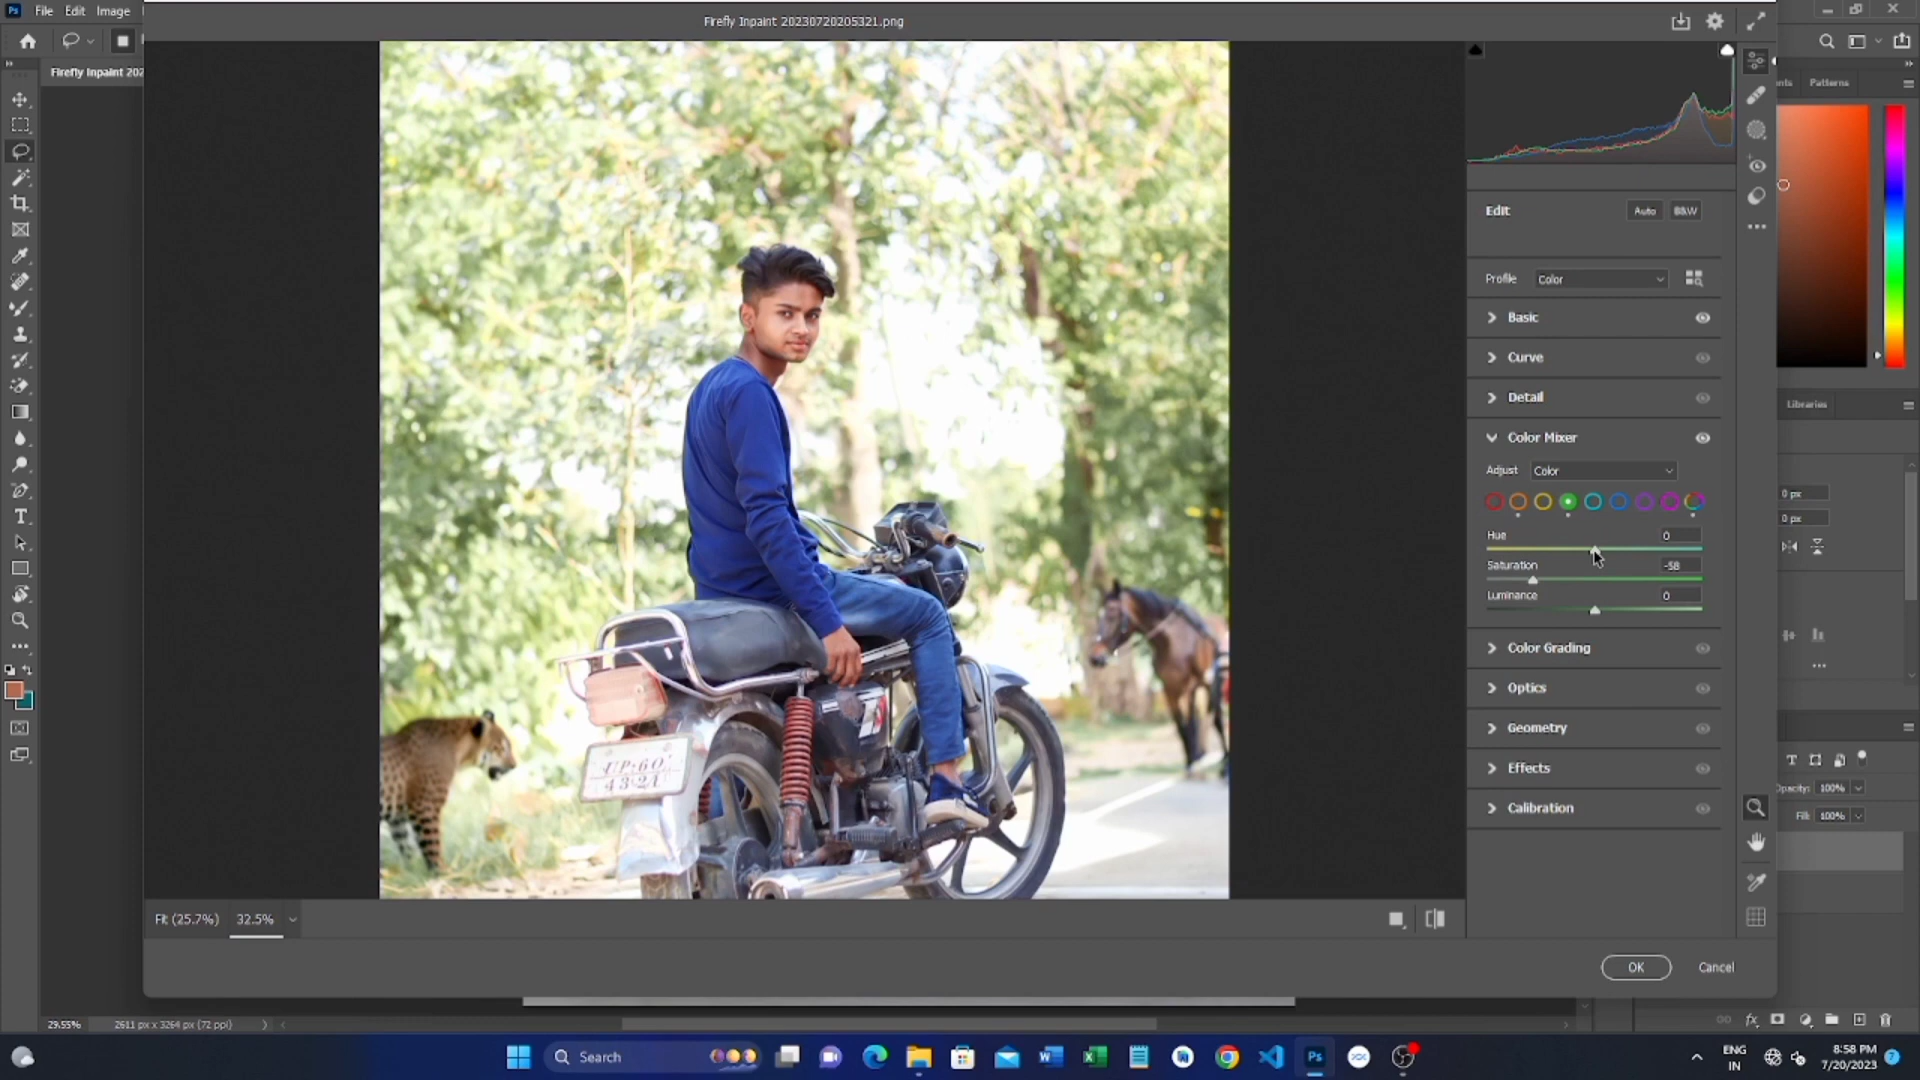 Ps File Edit Image
Firefly Inpaint 20230720205321.png
Firefly Inpaint 202
nts Patterns
Edit Auto B&W
Profile Color
Basic
Curve
Detail
Libraries
Color Mixer
Adjust Color
0 px
Hue 0
0 px
Saturation -58
Luminance 0
Color Grading
Optics
Geometry
Effects
Opacity: 100%
Calibration
Fill: 100%
UP:60
4321
Fit (25.7%) 32.5%
OK Cancel
29.55% 2611 px x 3264 px (72 ppi)
Search
ENG
IN
8:58 PM
7/20/2023
7